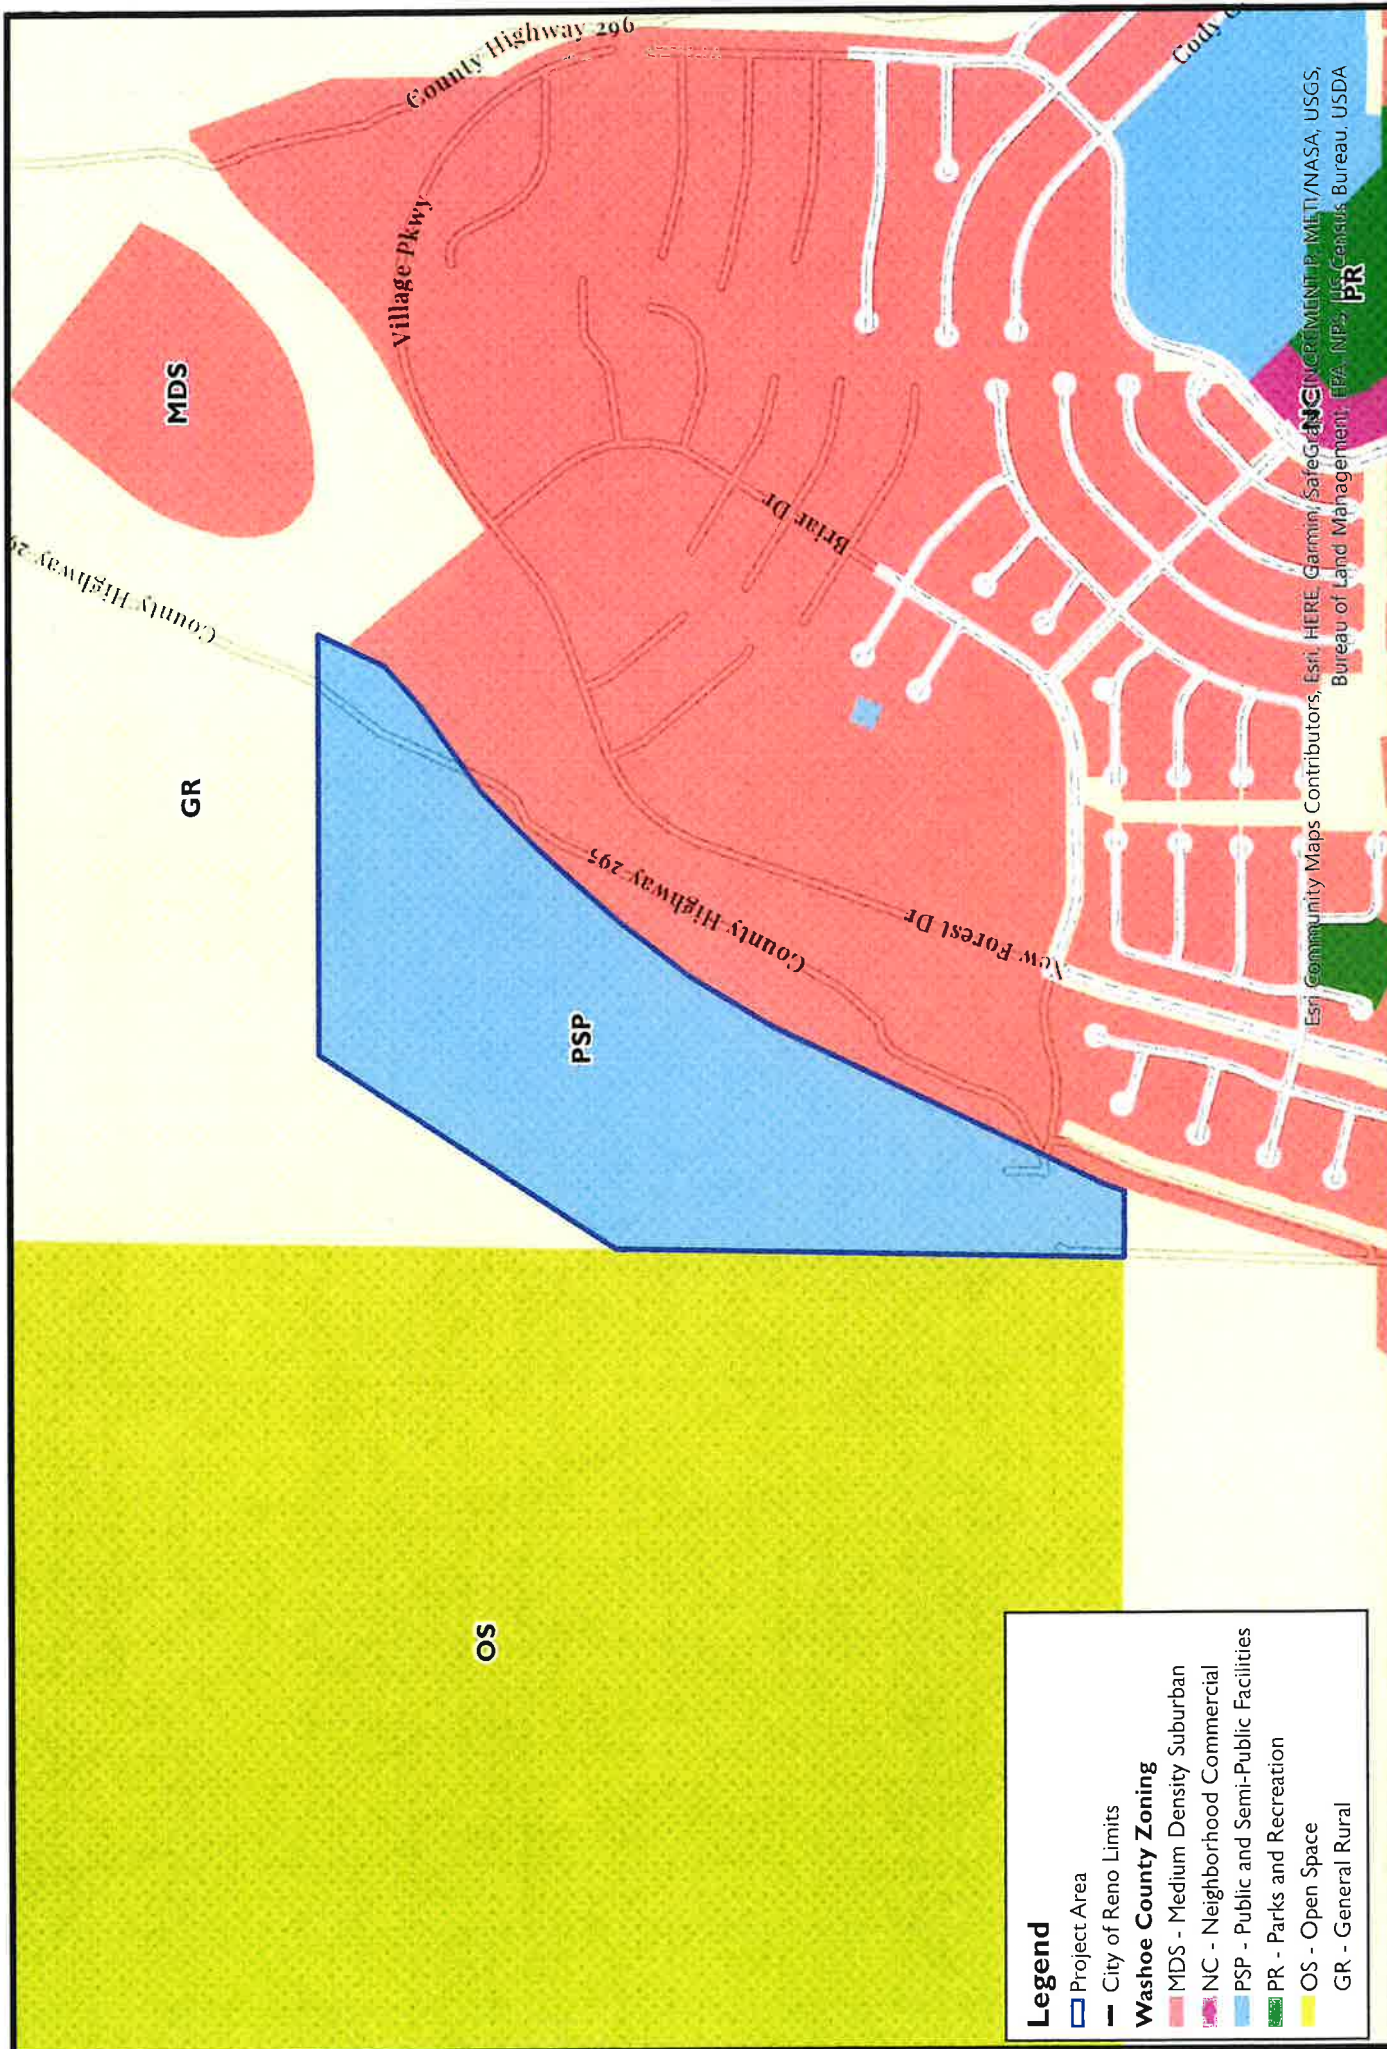 County Highway 296
Cody
Village Pkwy
MDS
County Highway 29
GR
Briar Dr
County Highway 295
New Forest Dr
PSP
OS
NC
PR
Esri Community Maps Contributors, Esri, HERE, Garmin, SafeGraph, INCREMENT P, METI/NASA, USGS,
Bureau of Land Management, EPA, NPS, US Census Bureau, USDA
Legend
Project Area
City of Reno Limits
Washoe County Zoning
MDS - Medium Density Suburban
NC - Neighborhood Commercial
PSP - Public and Semi-Public Facilities
PR - Parks and Recreation
OS - Open Space
GR - General Rural